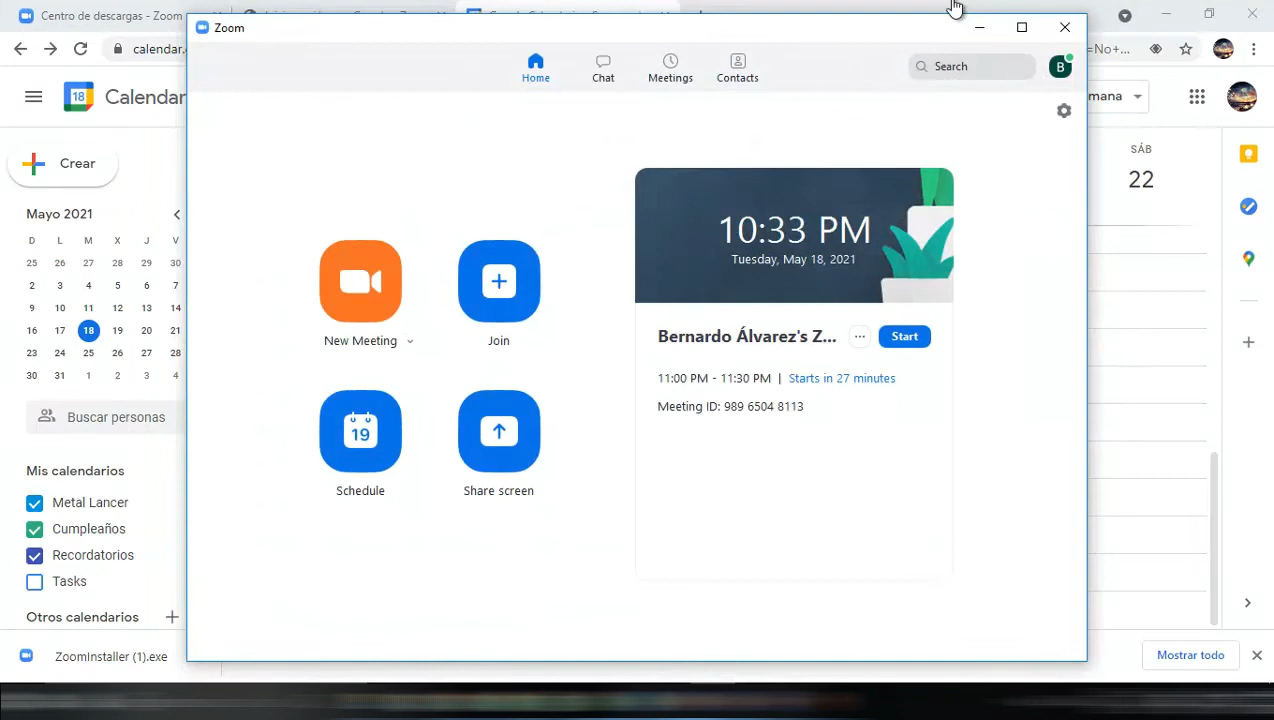 Centro de descargas - Zoom
calendar.
=No+...
Zoom
Home
Chat
Meetings
Contacts
Search
B
18
Calendar
mana
Crear
SÁB
22
Mayo 2021
D L M X J V
25 26 27 28 29 30
2 3 4 5 6 7
9 10 11 12 13 14
16 17 18 19 20 21
23 24 25 26 27 28
30 31 1 2 3 4
Buscar personas
Mis calendarios
Metal Lancer
Cumpleaños
Recordatorios
Tasks
Otros calendarios
New Meeting
Join
19
Schedule
Share screen
10:33 PM
Tuesday, May 18, 2021
Bernardo Álvarez's Z...
Start
11:00 PM - 11:30 PM | Starts in 27 minutes
Meeting ID: 989 6504 8113
ZoomInstaller (1).exe
Mostrar todo